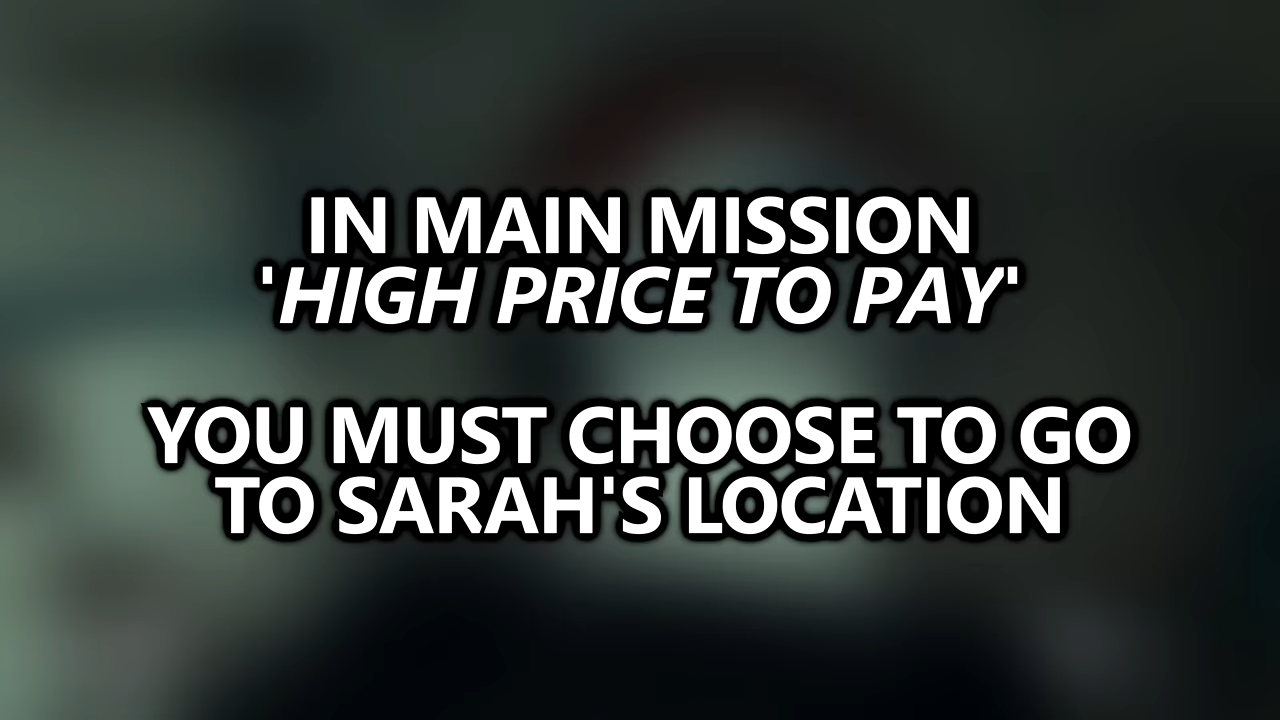 IN MAIN MISSION
'HIGH PRICE TO PAY'
YOU MUST CHOOSE TO GO
TO SARAH'S LOCATION